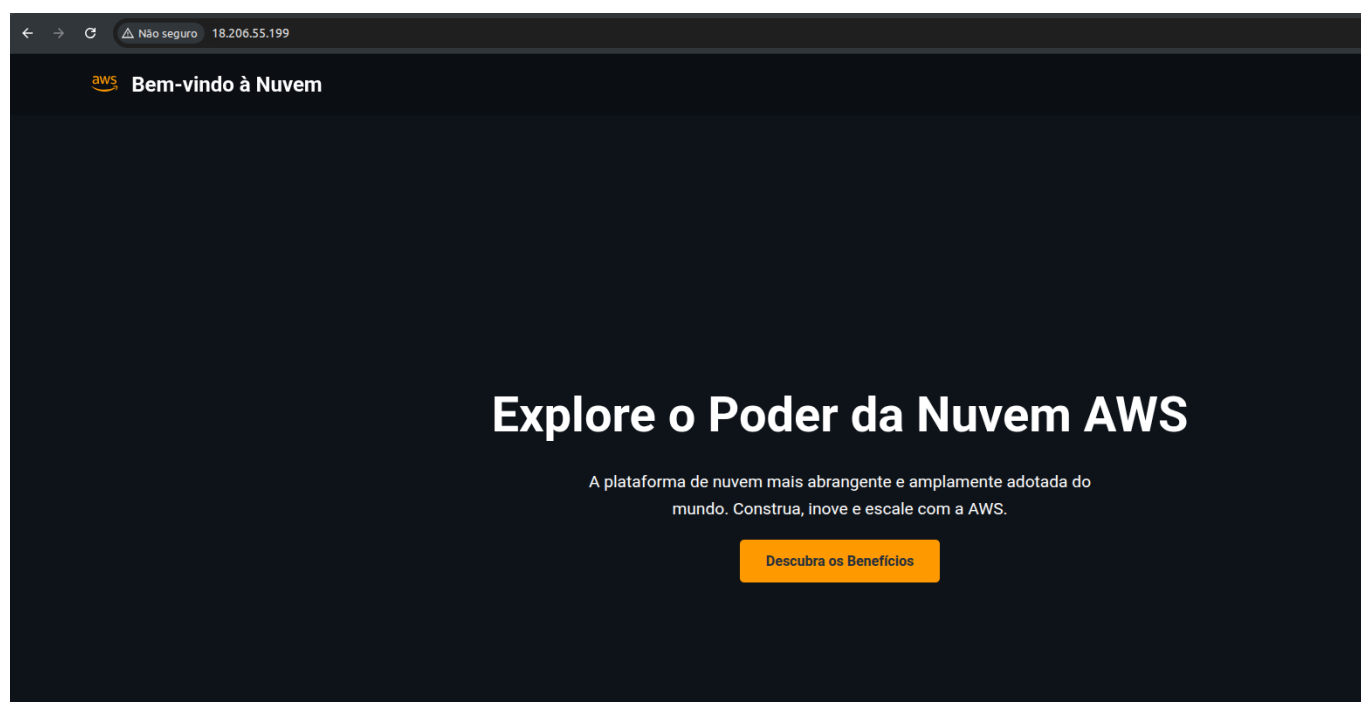 Não seguro 18.206.55.199
aws Bem-vindo à Nuvem
Explore o Poder da Nuvem AWS
A plataforma de nuvem mais abrangente e amplamente adotada do
mundo. Construa, inove e escale com a AWS.
Descubra os Benefícios